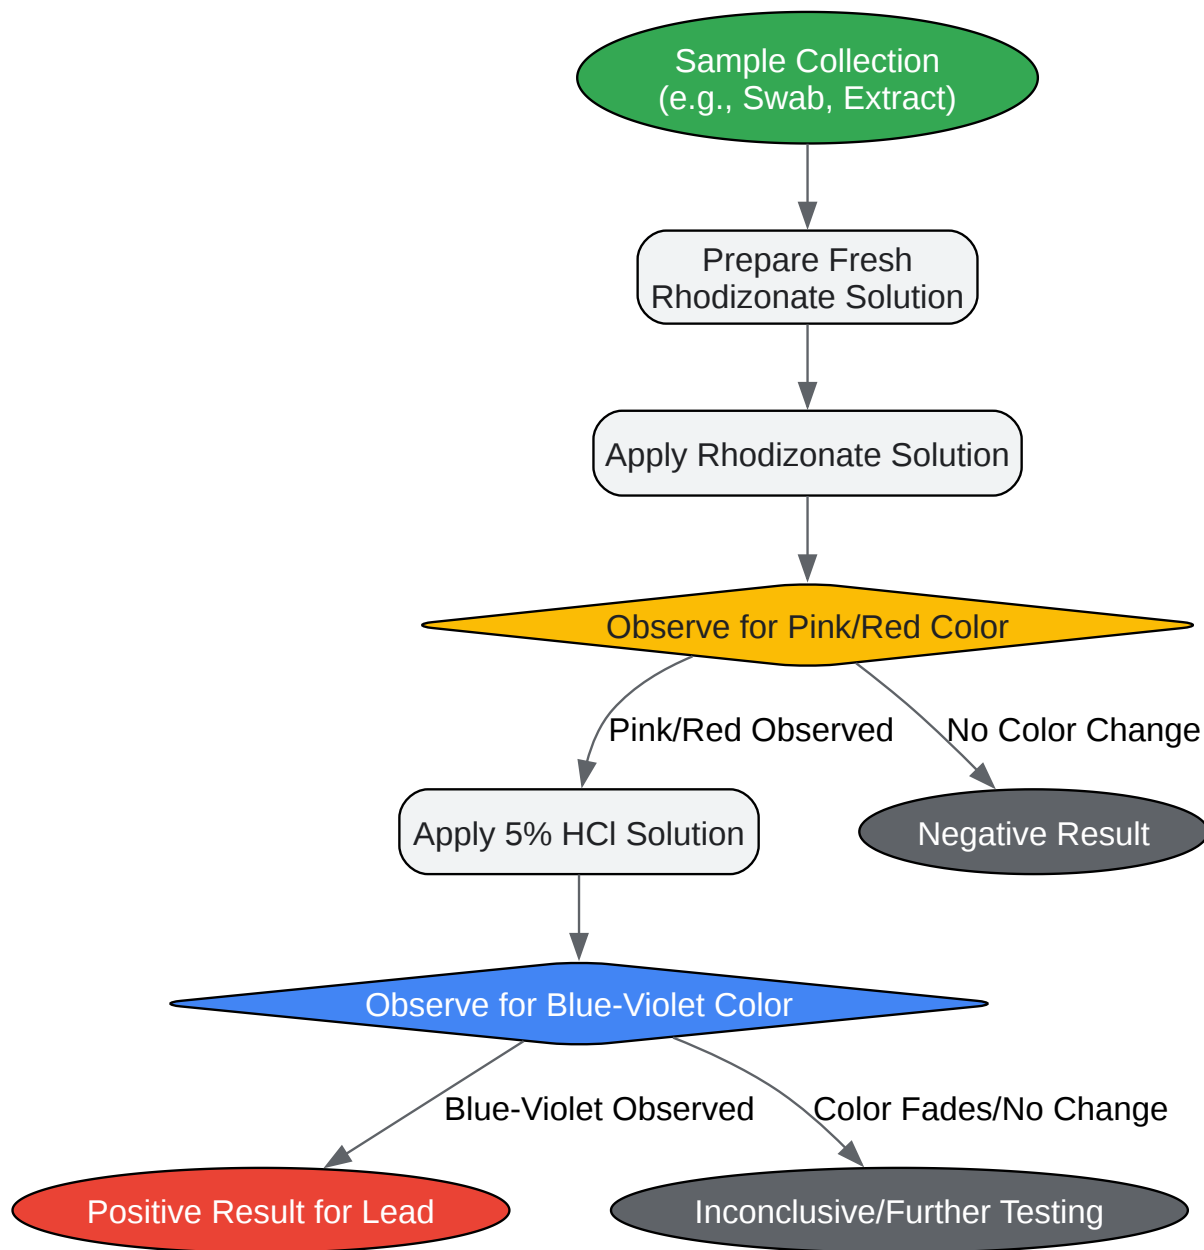 Sample Collection
(e.g., Swab, Extract)
Prepare Fresh
Rhodizonate Solution
Apply Rhodizonate Solution
Observe for Pink/Red Color
Pink/Red Observed
No Color Change
Apply 5% HCl Solution
Negative Result
Observe for Blue-Violet Color
Blue-Violet Observed
Color Fades/No Change
Positive Result for Lead
Inconclusive/Further Testing